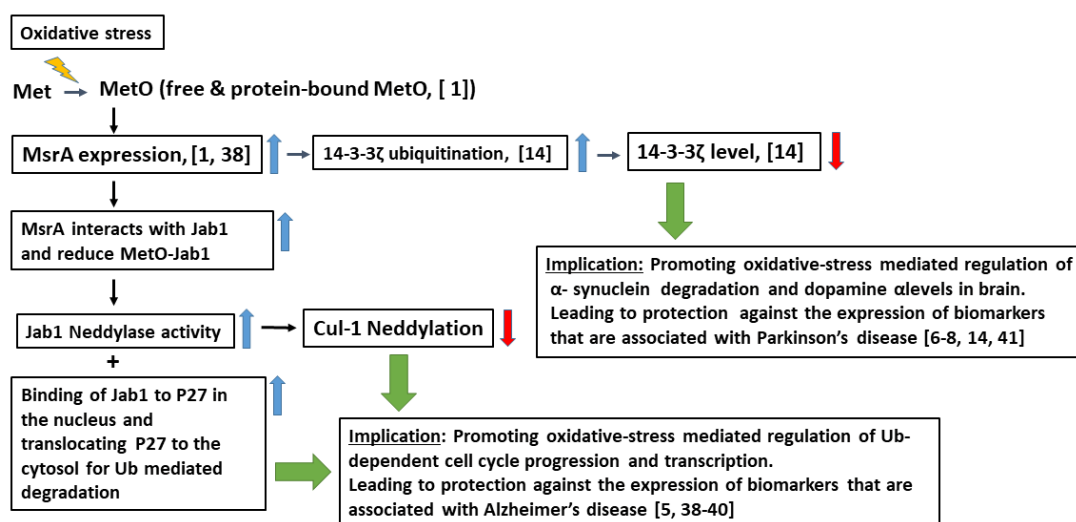 Oxidative stress
Met
MetO (free & protein-bound MetO, [ 1])
MsrA expression, [1, 38]
14-3-3ζ ubiquitination, [14]
14-3-3ζ level, [14]
MsrA interacts with Jab1
and reduce MetO-Jab1
Implication: Promoting oxidative-stress mediated regulation of
α- synuclein degradation and dopamine αlevels in brain.
Leading to protection against the expression of biomarkers
that are associated with Parkinson's disease [6-8, 14, 41]
Jab1 Neddylase activity
Cul-1 Neddylation
+
Binding of Jab1 to P27 in
the nucleus and
translocating P27 to the
cytosol for Ub mediated
degradation
Implication: Promoting oxidative-stress mediated regulation of Ub-
dependent cell cycle progression and transcription.
Leading to protection against the expression of biomarkers that are
associated with Alzheimer's disease [5, 38-40]